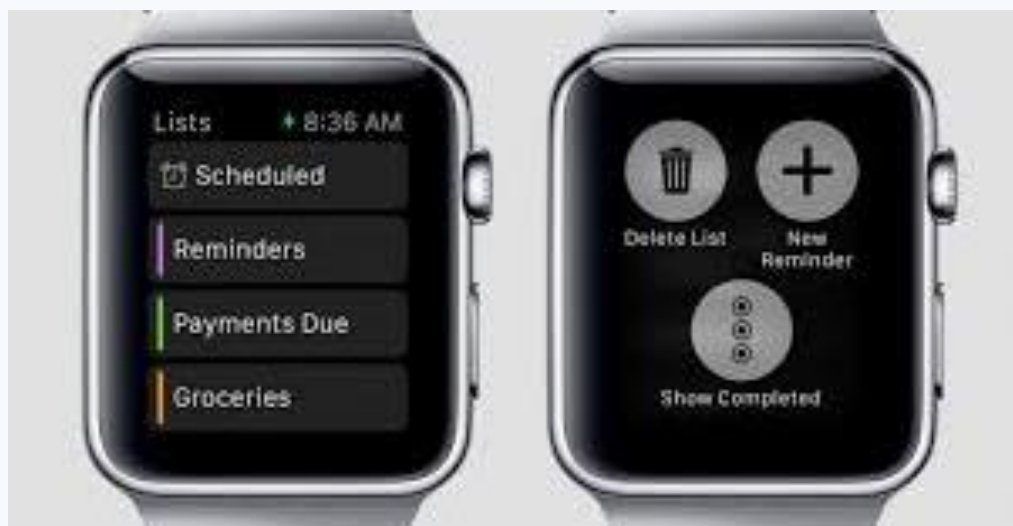 Lists 8:36 AM
Scheduled
Reminders
Payments Due
Groceries
Delete List
New
Reminder
Show Completed